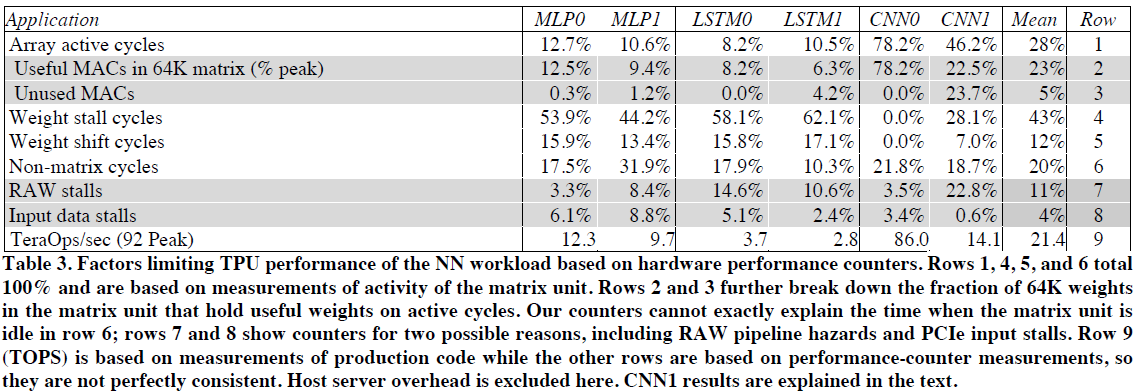 Application MLP0 MLP1 LSTM0 LSTM1 CNN0 CNN1 Mean Row
Array active cycles 12.7% 10.6% 8.2% 10.5% 78.2% 46.2% 28% 1
Useful MACs in 64K matrix (% peak) 12.5% 9.4% 8.2% 6.3% 78.2% 22.5% 23% 2
Unused MACs 0.3% 1.2% 0.0% 4.2% 0.0% 23.7% 5% 3
Weight stall cycles 53.9% 44.2% 58.1% 62.1% 0.0% 28.1% 43% 4
Weight shift cycles 15.9% 13.4% 15.8% 17.1% 0.0% 7.0% 12% 5
Non-matrix cycles 17.5% 31.9% 17.9% 10.3% 21.8% 18.7% 20% 6
RAW stalls 3.3% 8.4% 14.6% 10.6% 3.5% 22.8% 11% 7
Input data stalls 6.1% 8.8% 5.1% 2.4% 3.4% 0.6% 4% 8
TeraOps/sec (92 Peak) 12.3 9.7 3.7 2.8 86.0 14.1 21.4 9
Table 3. Factors limiting TPU performance of the NN workload based on hardware performance counters. Rows 1, 4, 5, and 6 total
100% and are based on measurements of activity of the matrix unit. Rows 2 and 3 further break down the fraction of 64K weights
in the matrix unit that hold useful weights on active cycles. Our counters cannot exactly explain the time when the matrix unit is
idle in row 6; rows 7 and 8 show counters for two possible reasons, including RAW pipeline hazards and PCIe input stalls. Row 9
(TOPS) is based on measurements of production code while the other rows are based on performance-counter measurements, so
they are not perfectly consistent. Host server overhead is excluded here. CNN1 results are explained in the text.